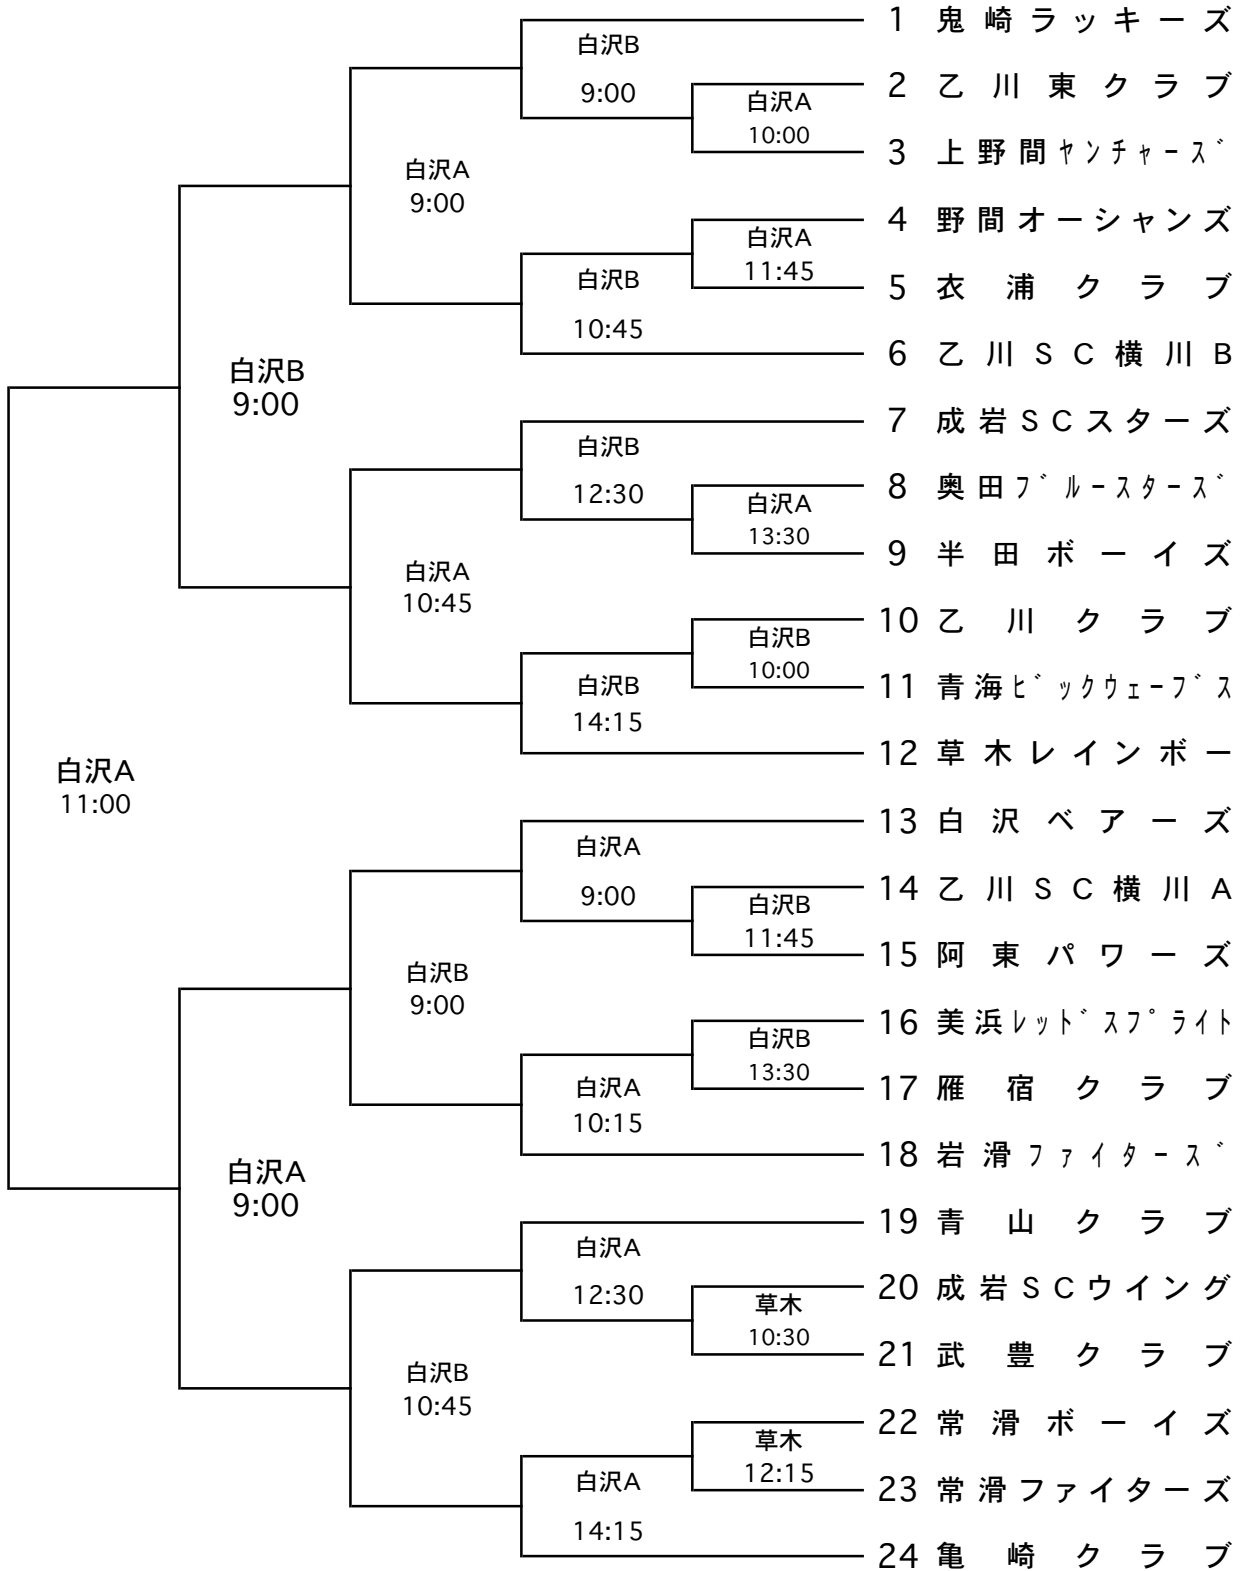 1 鬼崎ラッキーズ
白沢B
9:00
2 乙川東クラブ
白沢A
10:00
3 上野間ﾔﾝﾁｬｰｽﾞ
白沢A
9:00
4 野間オーシャンズ
白沢A
11:45
白沢B
10:45
5 衣浦クラブ
6 乙川SC横川B
白沢B
9:00
7 成岩SCスターズ
白沢B
12:30
8 奥田ﾌﾞﾙｰｽﾀｰｽﾞ
白沢A
13:30
9 半田ボーイズ
白沢A
10:45
10 乙川クラブ
白沢B
10:00
11 青海ﾋﾞｯｸｳｪｰﾌﾞｽ
白沢B
14:15
12 草木レインボー
白沢A
11:00
13 白沢ベアーズ
白沢A
9:00
14 乙川SC横川A
白沢B
11:45
15 阿東パワーズ
白沢B
9:00
16 美浜ﾚｯﾄﾞｽﾌﾟﾗｲﾄ
白沢B
13:30
17 雁宿クラブ
白沢A
10:15
18 岩滑ﾌｧｲﾀｰｽﾞ
白沢A
9:00
19 青山クラブ
白沢A
12:30
20 成岩SCウイング
草木
10:30
21 武豊クラブ
白沢B
10:45
22 常滑ボーイズ
草木
12:15
23 常滑ファイターズ
白沢A
14:15
24 亀崎クラブ